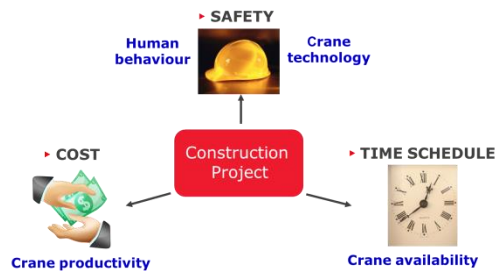 SAFETY
Human
behaviour
Crane
technology
Construction
Project
COST
TIME SCHEDULE
Crane productivity
Crane availability